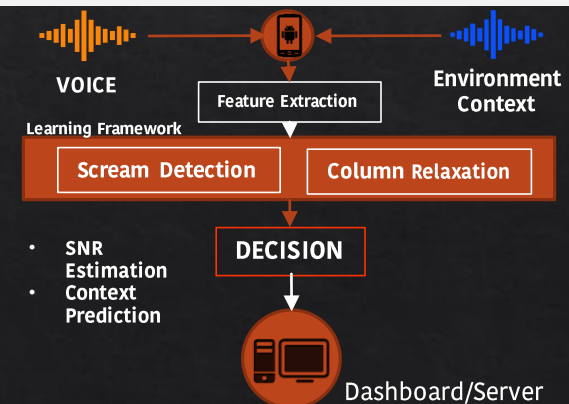 VOICE
Environment
Context
Feature Extraction
Learning Framework
Scream Detection
Column Relaxation
DECISION
• SNR
Estimation
• Context
Prediction
Dashboard/Server